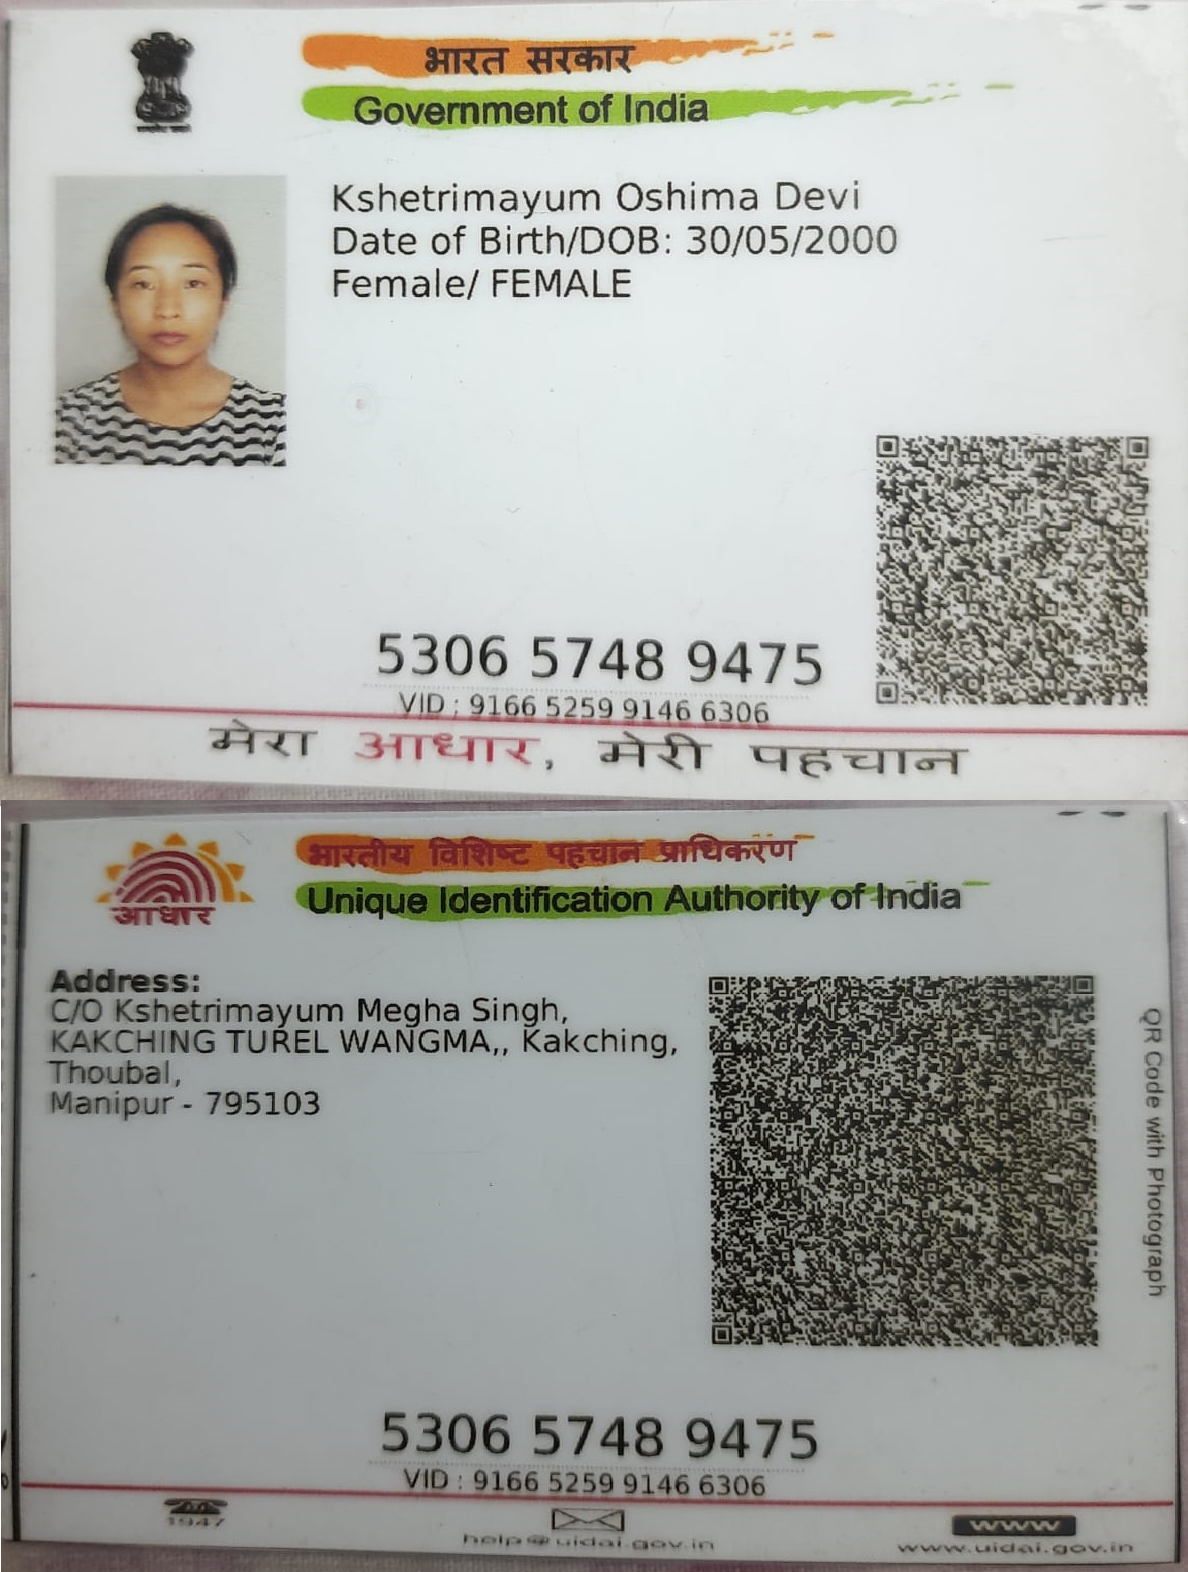 भारत सरकार
Government of India
Kshetrimayum Oshima Devi
Date of Birth/DOB: 30/05/2000
Female/ FEMALE
5306 5748 9475
VID : 9166 5259 9146 6306
मेरा आधार, मेरी पहचान
भारतीय विशिष्ट पहचान प्राधिकरण
आधार
Unique Identification Authority of India
Address:
C/O Kshetrimayum Megha Singh,
KAKCHING TUREL WANGMA,, Kakching,
Thoubal,
Manipur - 795103
QR Code with Photograph
5306 5748 9475
VID : 9166 5259 9146 6306
1947
help@uidai.gov.in
www
www.uidai.gov.in